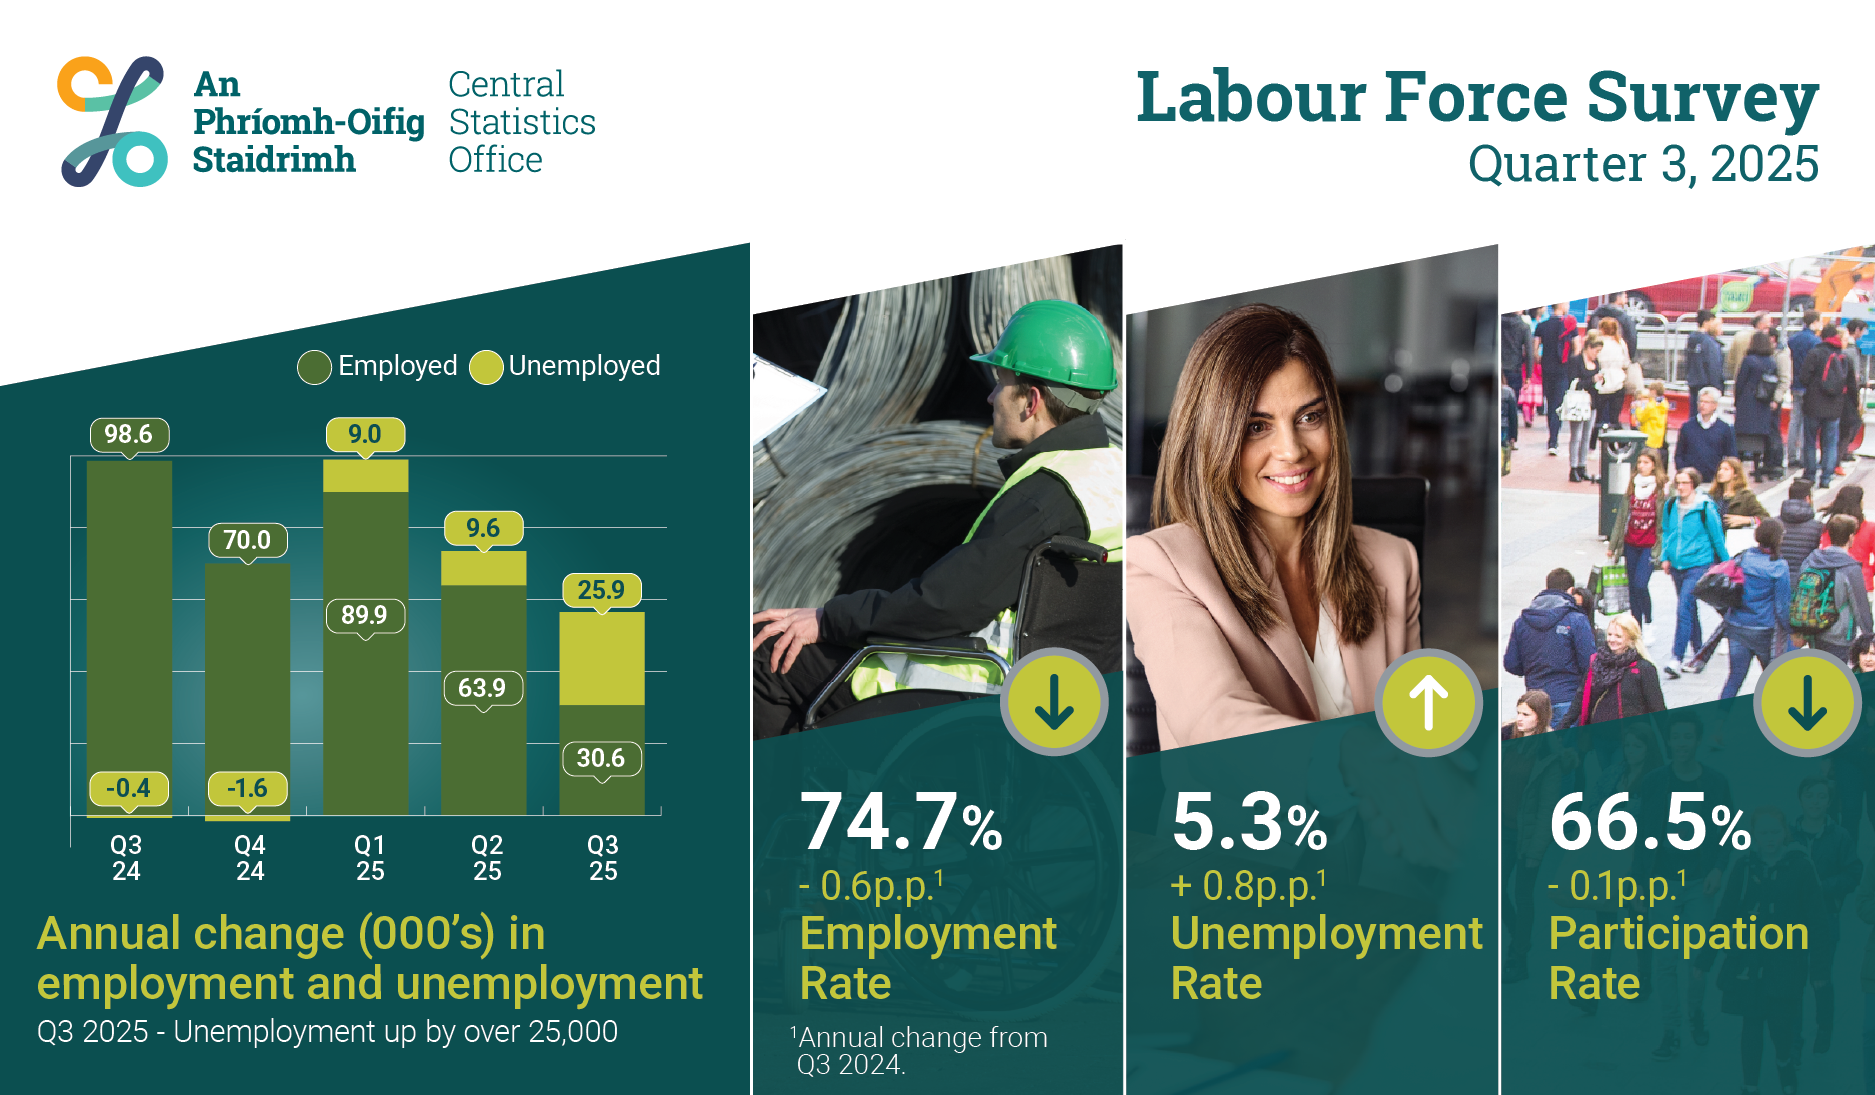 An
Phríomh-Oifig
Staidrimh
Central
Statistics
Office
Labour Force Survey
Quarter 3, 2025
Employed
Unemployed
98.6
70.0
9.0
89.9
9.6
63.9
25.9
30.6
-0.4
-1.6
Q3
24
Q4
24
Q1
25
Q2
25
Q3
25
Annual change (000’s) in
employment and unemployment
Q3 2025 - Unemployment up by over 25,000
74.7%
- 0.6p.p.¹
Employment
Rate
¹Annual change from
Q3 2024.
5.3%
+ 0.8p.p.¹
Unemployment
Rate
66.5%
- 0.1p.p.¹
Participation
Rate